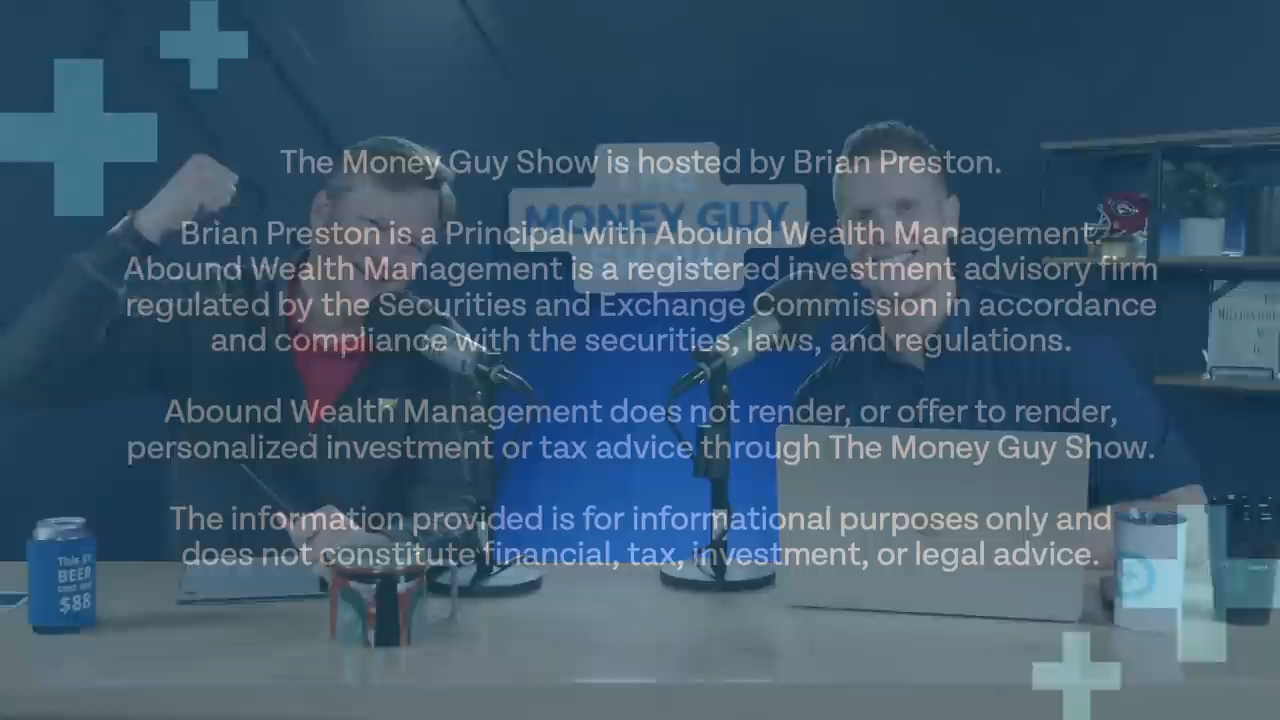 The Money Guy Show is hosted by Brian Preston.
MONEY GUY
Brian Preston is a Principal with Abound Wealth Management.
Abound Wealth Management is a registered investment advisory firm
regulated by the Securities and Exchange Commission in accordance
and compliance with the securities, laws, and regulations.
Abound Wealth Management does not render, or offer to render,
personalized investment or tax advice through The Money Guy Show.
The information provided is for informational purposes only and
does not constitute financial, tax, investment, or legal advice.
BEER
$88